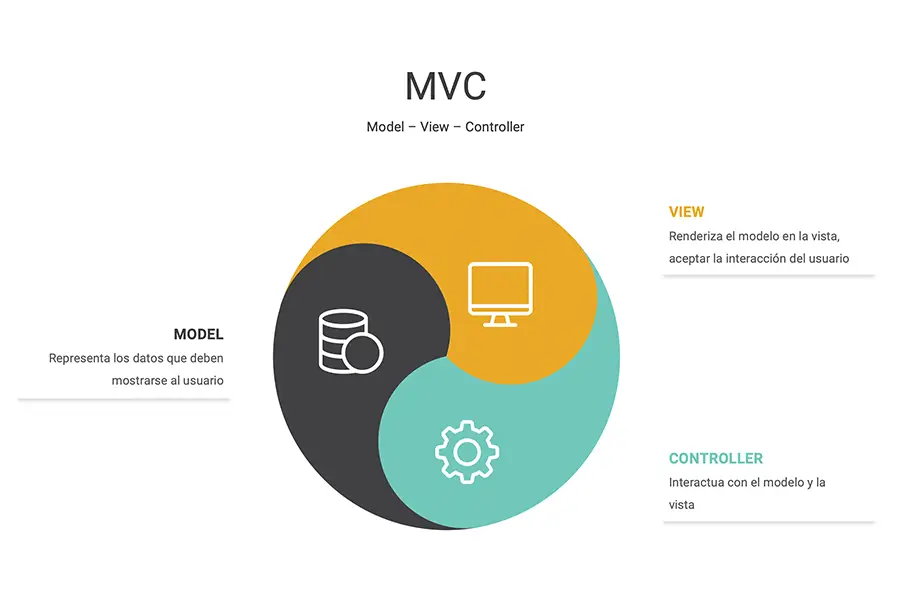 MVC
Model – View – Controller
VIEW
Renderiza el modelo en la vista,
aceptar la interacción del usuario
MODEL
Representa los datos que deben
mostrarse al usuario
CONTROLLER
Interactua con el modelo y la
vista